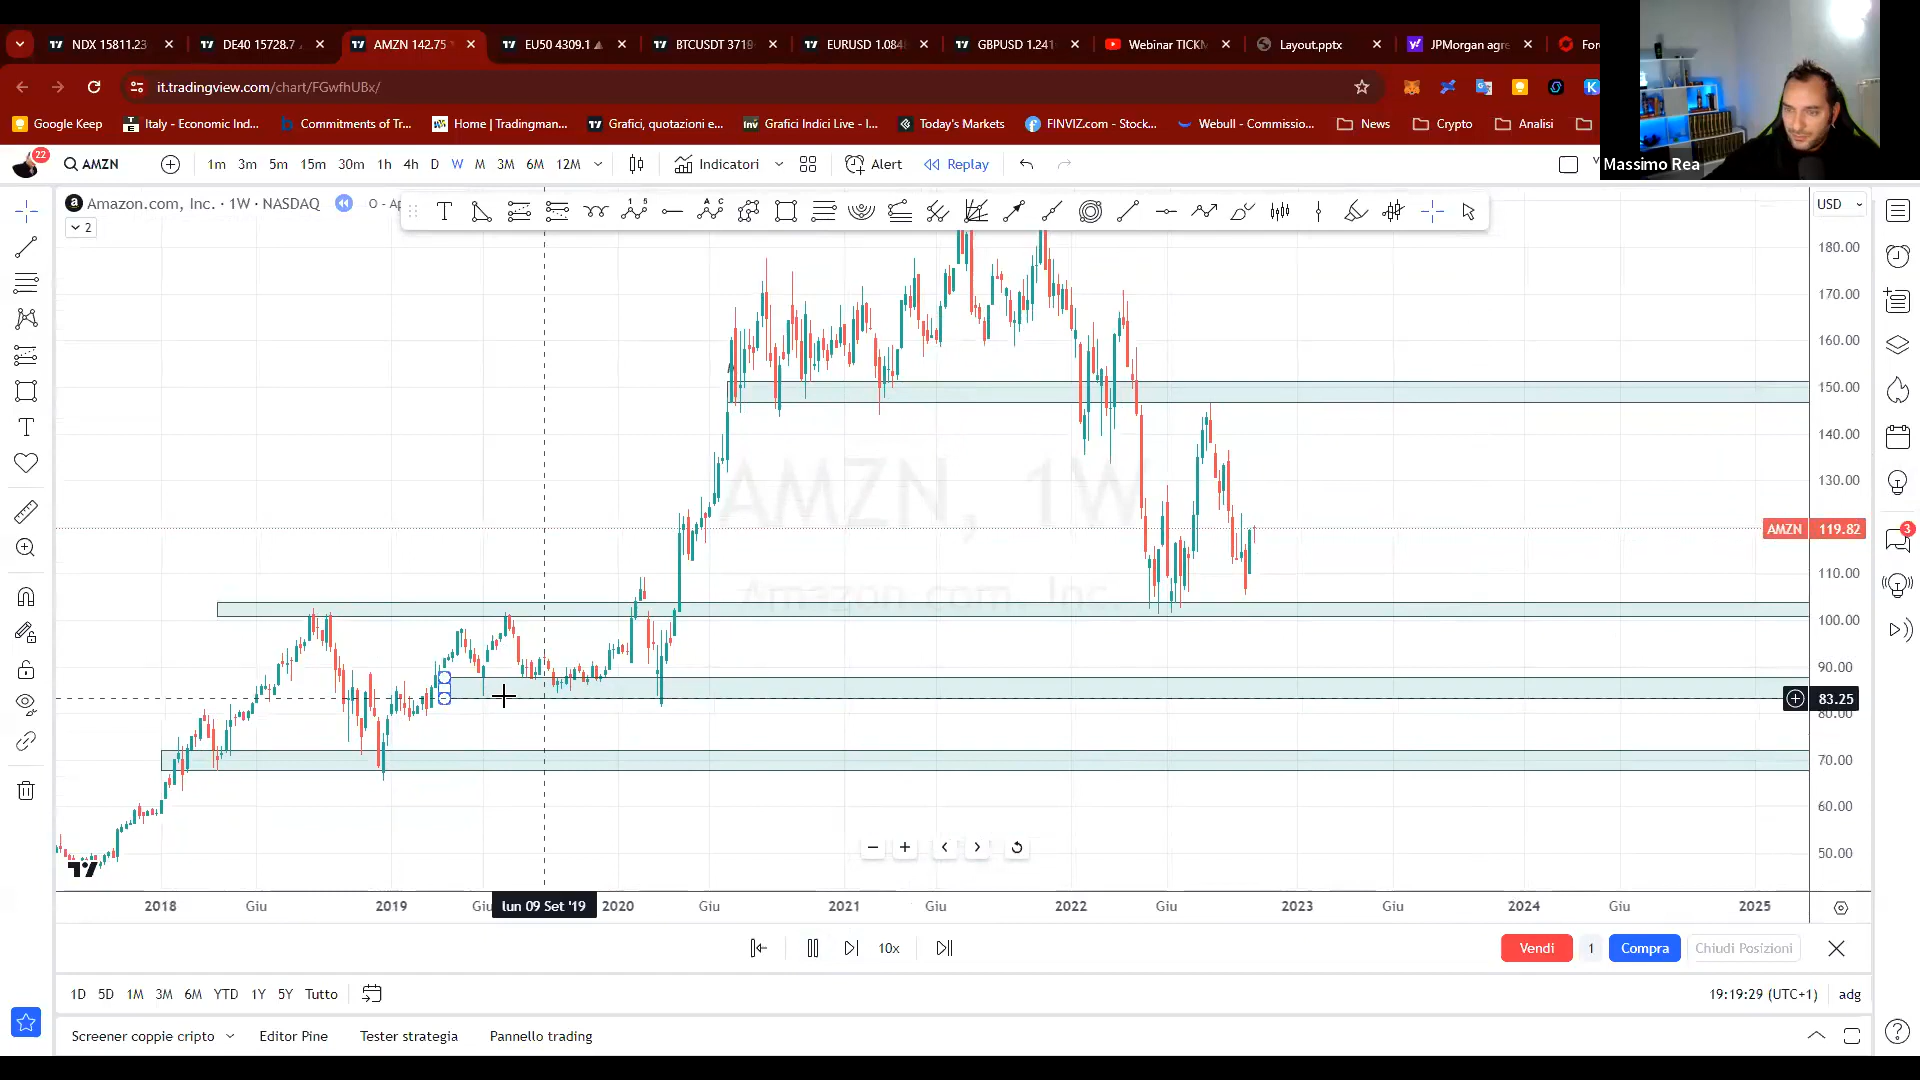 NDX 15811.23
DE40 15728.7
AMZN 142.75
EU50 4309.1
BTCUSDT 3719
EURUSD 1.084
GBPUSD 1.241
Webinar TICKM
Layout.pptx
JPMorgan agre
For
it.tradingview.com/chart/FGwfhUBx/
Google Keep
Italy - Economic Ind...
Commitments of Tr...
Home | Tradingman...
Grafici, quotazioni e...
Grafici Indici Live - I...
Today's Markets
FINVIZ.com - Stock...
Webull - Commissio...
News
Crypto
Analisi
Massimo Rea
22
AMZN
1m 3m 5m 15m 30m 1h 4h D W M 3M 6M 12M
Indicatori
Alert
Replay
Amazon.com, Inc. · 1W · NASDAQ
USD
2
180.00
170.00
160.00
150.00
140.00
130.00
AMZN 119.82
110.00
100.00
90.00
83.25
80.00
70.00
60.00
50.00
AMZN, 1W
Amazon.com, Inc.
3
2018 Giu 2019 Giu lun 09 Set '19 2020 Giu 2021 Giu 2022 Giu 2023 Giu 2024 Giu 2025
10x
Vendi 1 Compra Chiudi Posizioni
1D 5D 1M 3M 6M YTD 1Y 5Y Tutto
19:19:29 (UTC+1) adg
Screener coppie cripto
Editor Pine
Tester strategia
Pannello trading